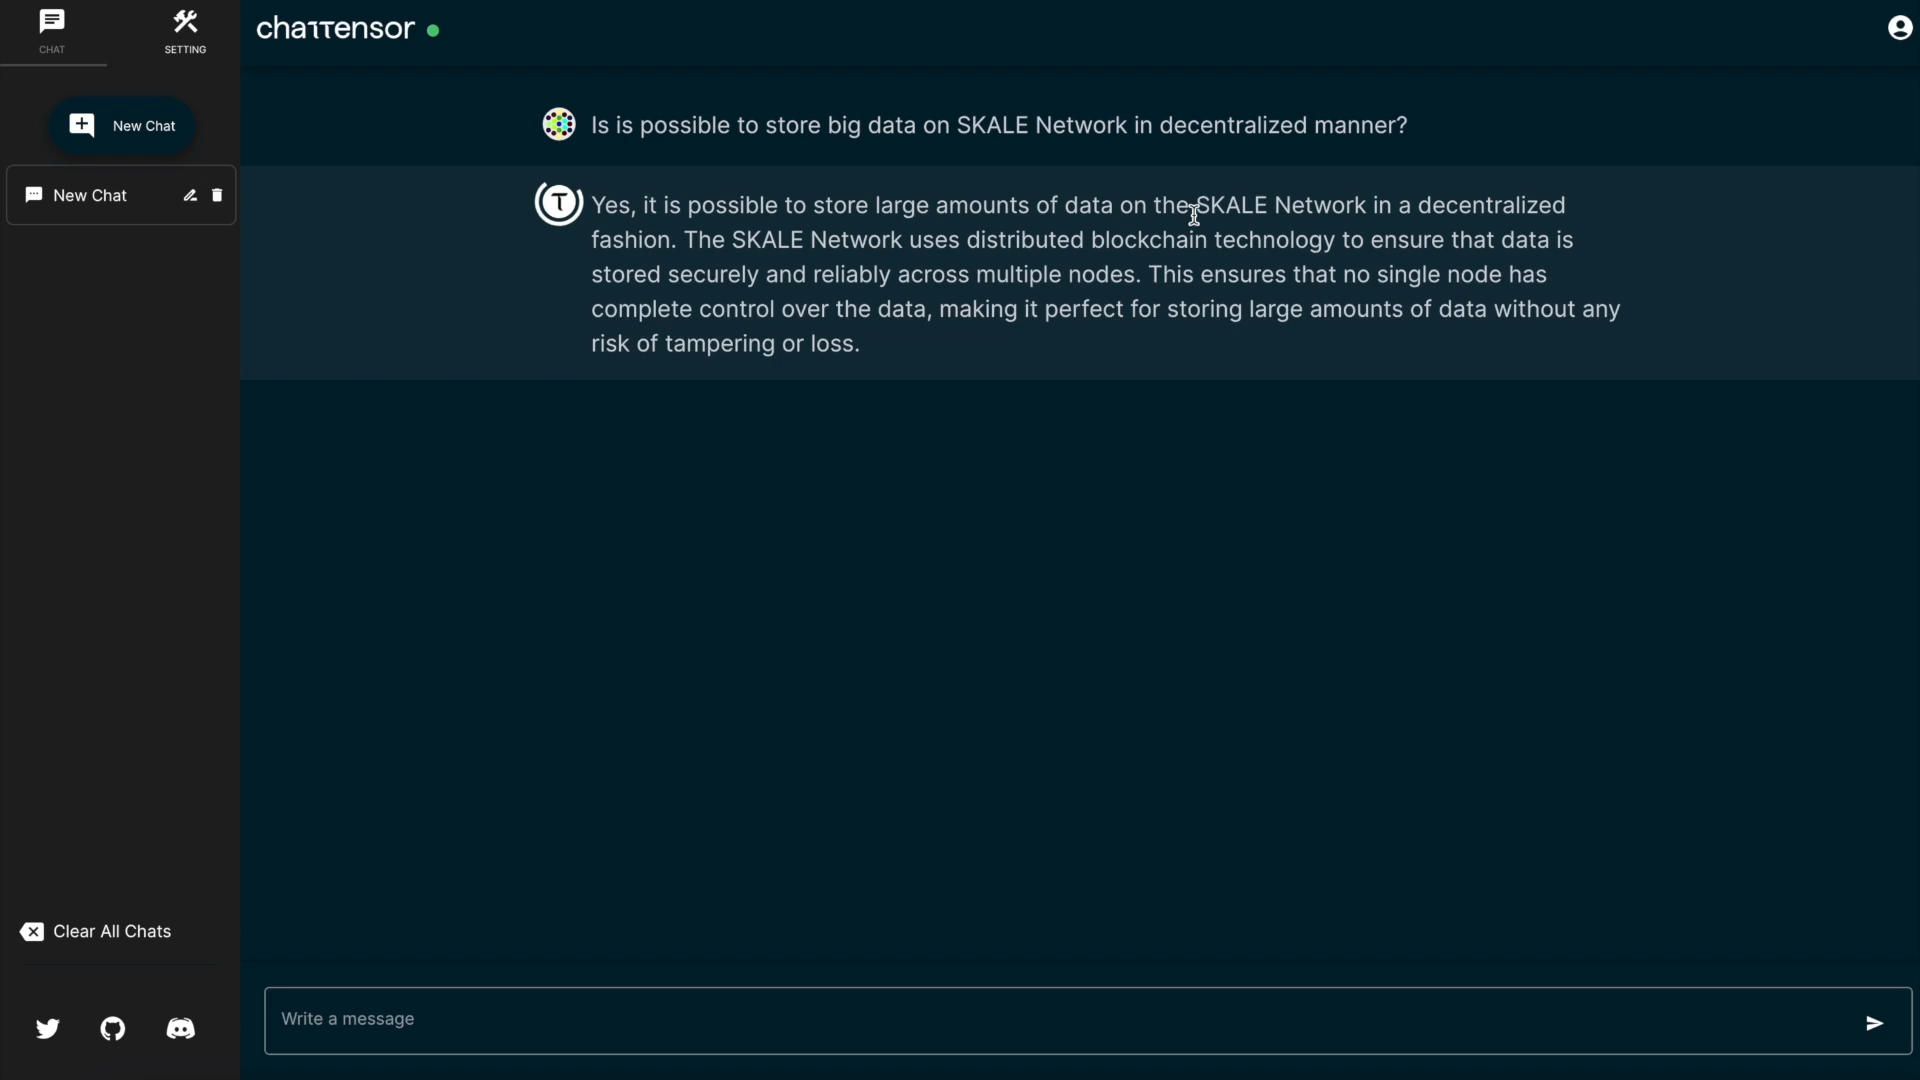 CHAT
SETTING
chaττensor
New Chat
New Chat
Is is possible to store big data on SKALE Network in decentralized manner?
Yes, it is possible to store large amounts of data on the SKALE Network in a decentralized
fashion. The SKALE Network uses distributed blockchain technology to ensure that data is
stored securely and reliably across multiple nodes. This ensures that no single node has
complete control over the data, making it perfect for storing large amounts of data without any
risk of tampering or loss.
Clear All Chats
Write a message